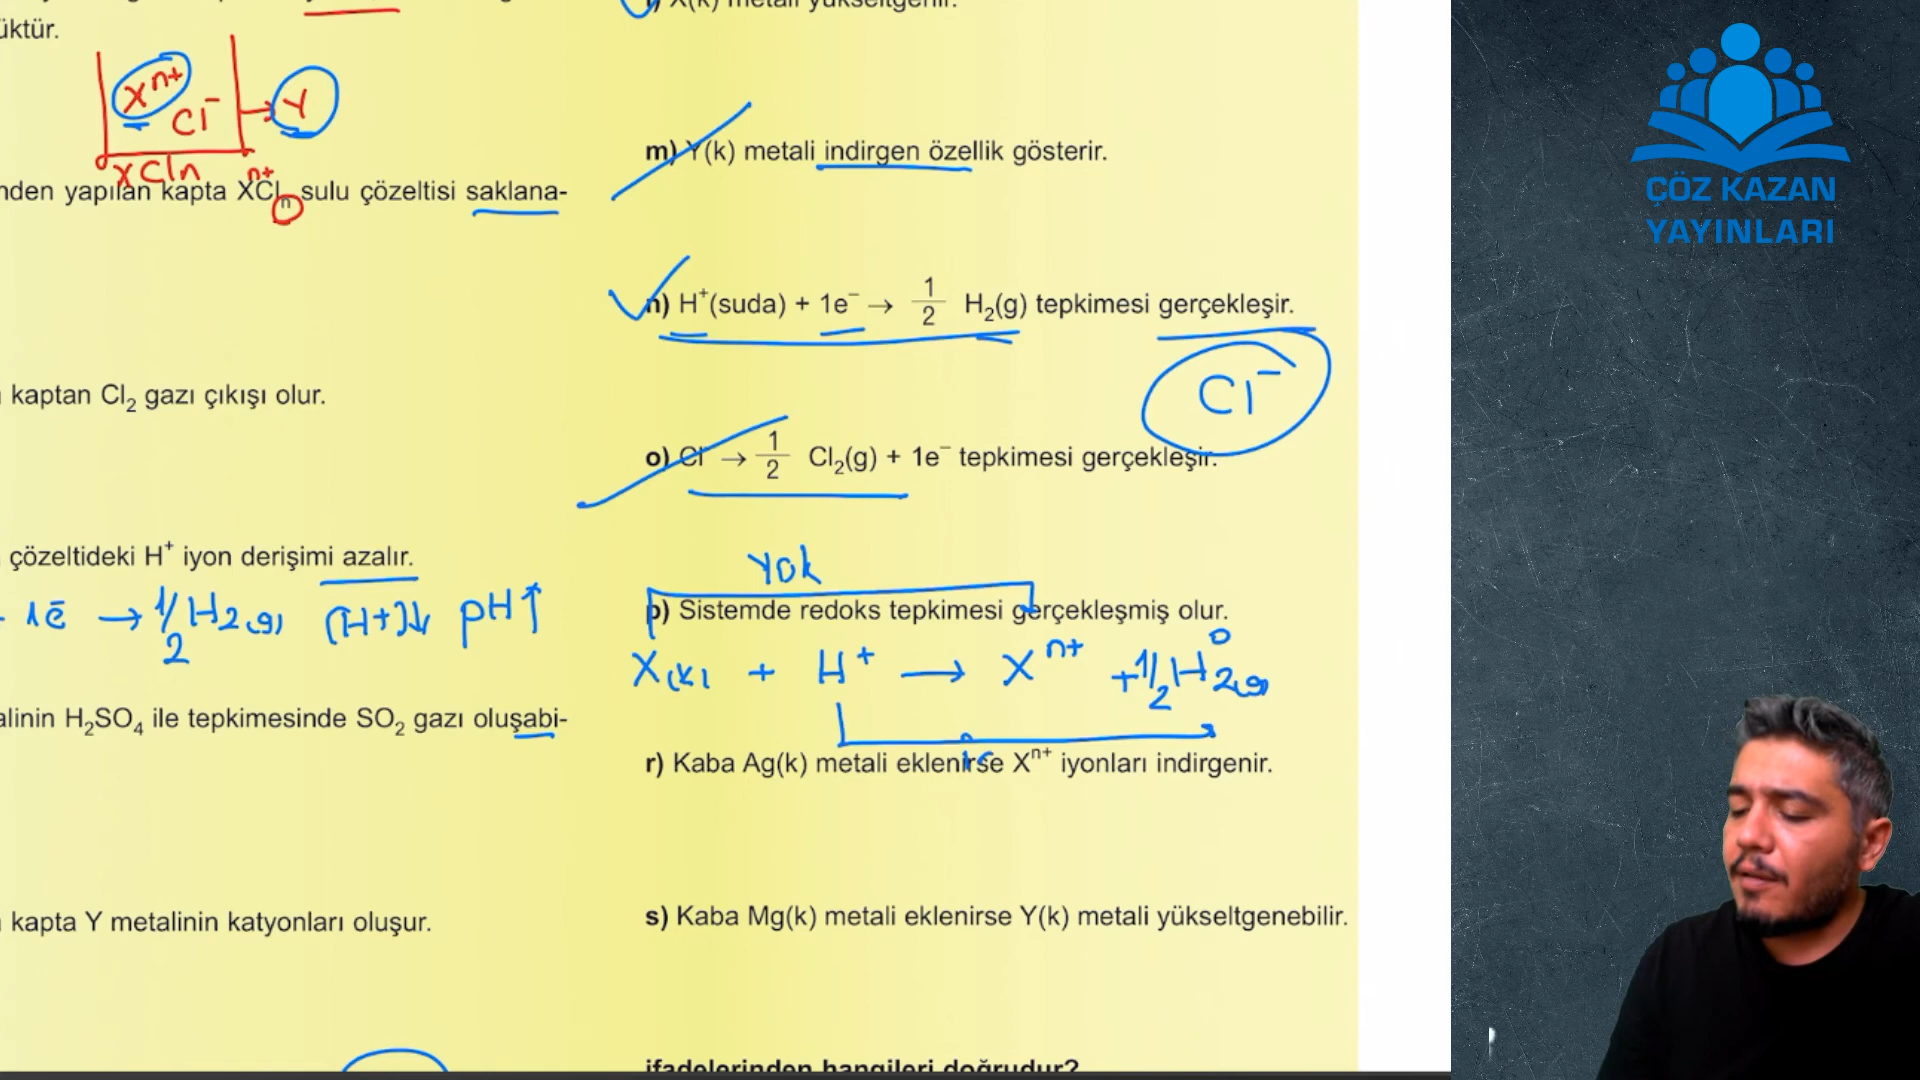 üktür.
Xⁿ⁺
Cl⁻
Y
XCln
n+
nden yapılan kapta XClₙ sulu çözeltisi saklana-
kaptan Cl₂ gazı çıkışı olur.
çözeltideki H⁺ iyon derişimi azalır.
1ē → 1/2 H₂(g) [H+]↓ pH↑
alinin H₂SO₄ ile tepkimesinde SO₂ gazı oluşabi-
kapta Y metalinin katyonları oluşur.
X(k) metali yükseltgenir.
m) Y(k) metali indirgen özellik gösterir.
n) H⁺(suda) + 1e⁻ → 1/2 H₂(g) tepkimesi gerçekleşir.
Cl⁻
o) Cl⁻ → 1/2 Cl₂(g) + 1e⁻ tepkimesi gerçekleşir.
Yok
p) Sistemde redoks tepkimesi gerçekleşmiş olur.
X(k) + H⁺ → Xⁿ⁺ + 1/2 H₂(g)
0
r) Kaba Ag(k) metali eklenirse Xⁿ⁺ iyonları indirgenir.
s) Kaba Mg(k) metali eklenirse Y(k) metali yükseltgenebilir.
ifadelerinden hangileri doğrudur?
ÇÖZ KAZAN
YAYINLARI